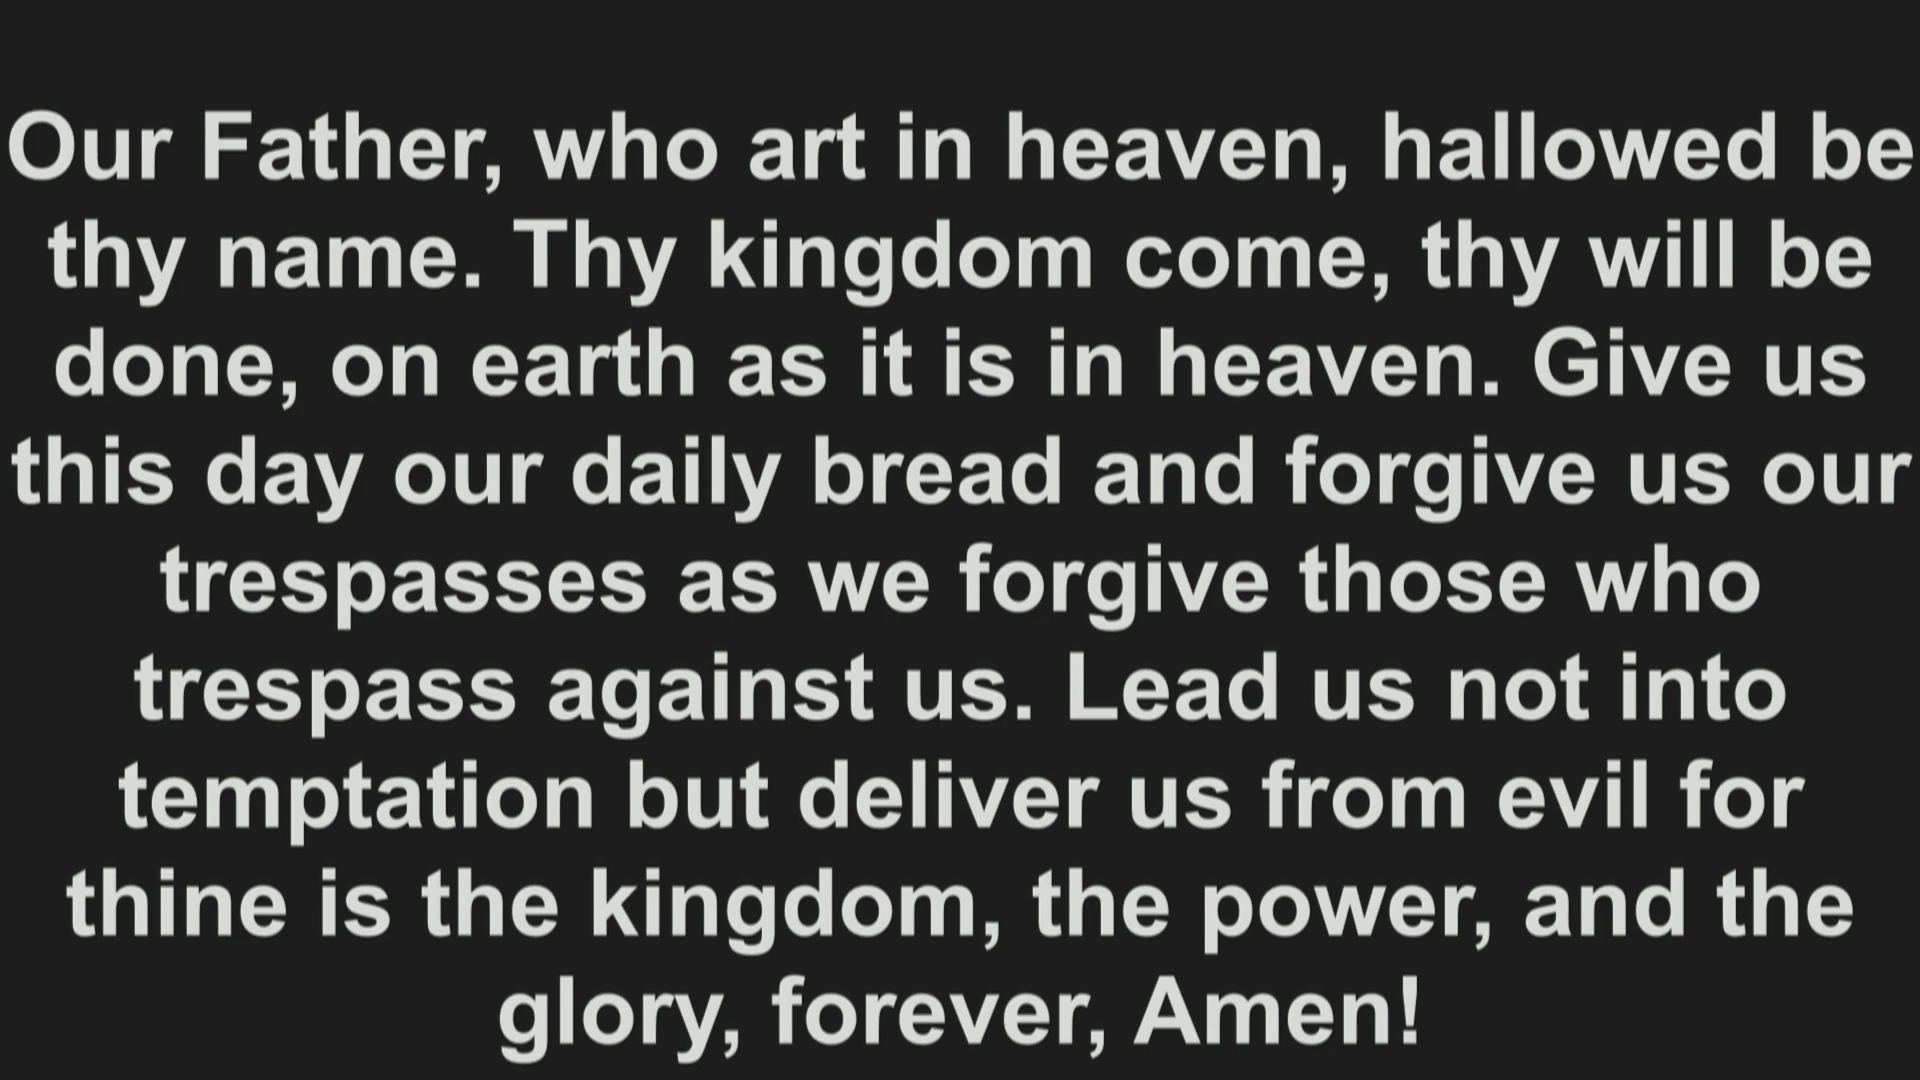 Our Father, who art in heaven, hallowed be
thy name. Thy kingdom come, thy will be
done, on earth as it is in heaven. Give us
this day our daily bread and forgive us our
trespasses as we forgive those who
trespass against us. Lead us not into
temptation but deliver us from evil for
thine is the kingdom, the power, and the
glory, forever, Amen!